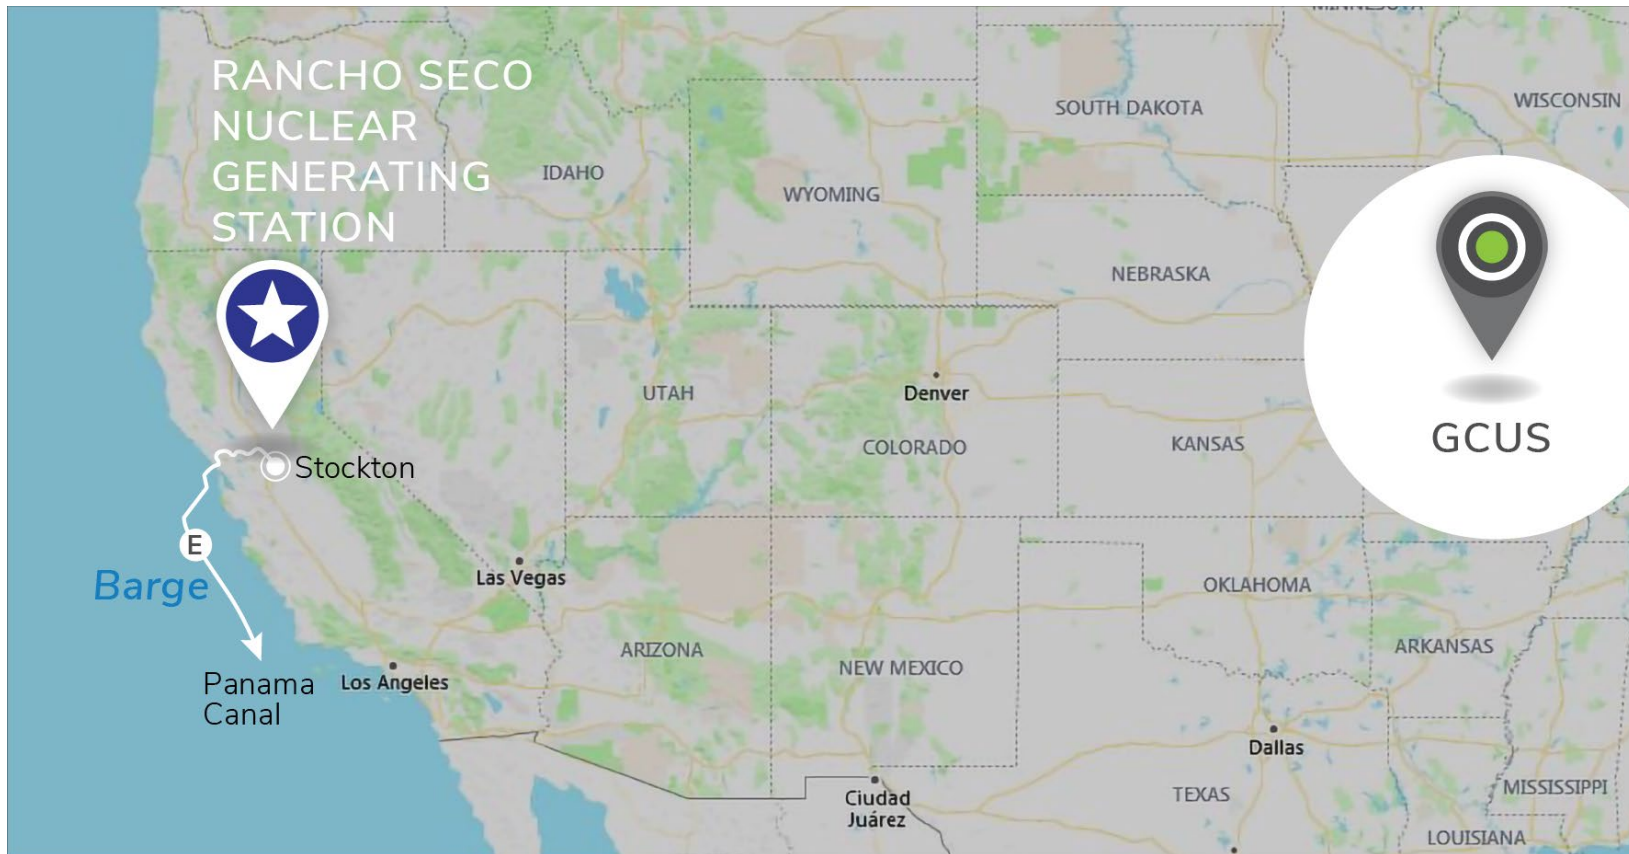 MINNESOTA
RANCHO SECO
NUCLEAR
GENERATING
STATION
SOUTH DAKOTA
WISCONSIN
IDAHO
WYOMING
NEBRASKA
UTAH
Denver
COLORADO
KANSAS
GCUS
Stockton
E
Barge
Las Vegas
OKLAHOMA
ARIZONA
NEW MEXICO
ARKANSAS
Panama
Canal
Los Angeles
Dallas
Ciudad
Juárez
TEXAS
MISSISSIPPI
LOUISIANA